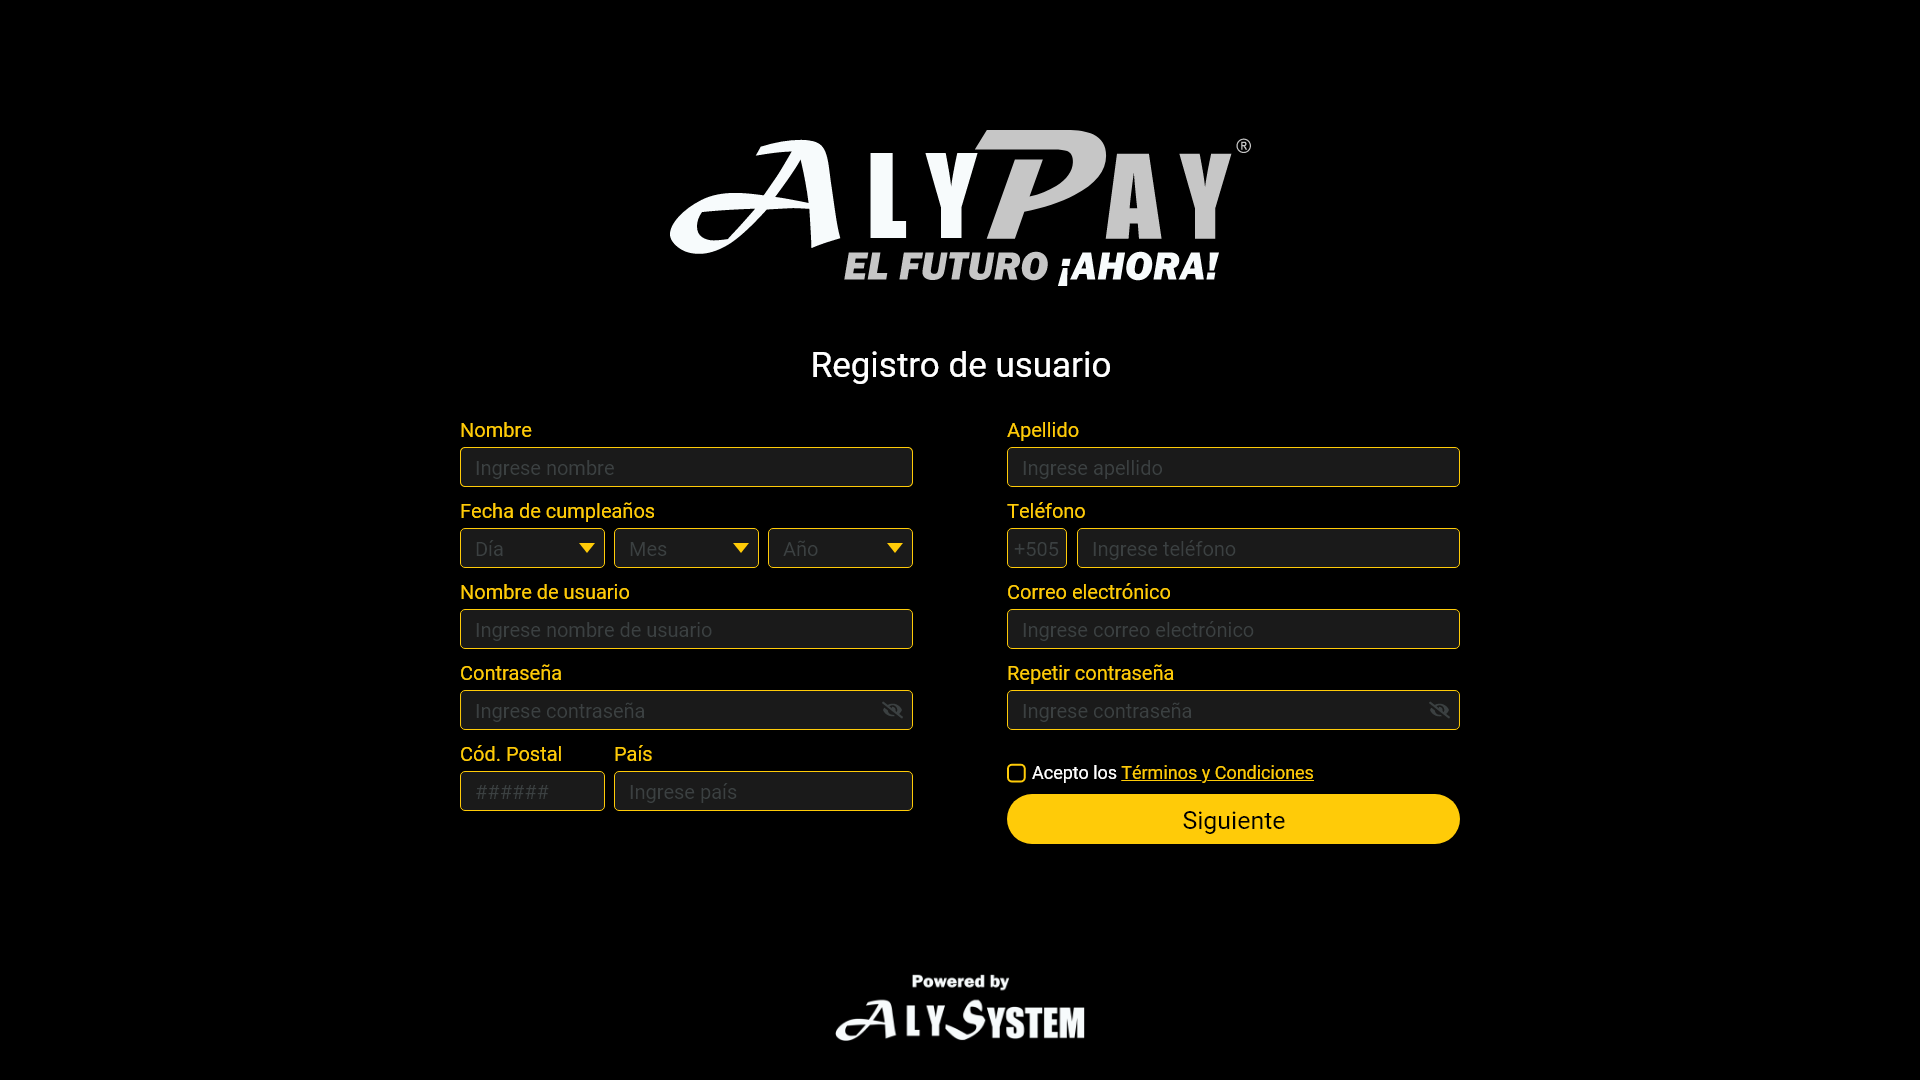 ALYPAY®
EL FUTURO ¡AHORA!
Registro de usuario
Nombre
Ingrese nombre
Apellido
Ingrese apellido
Fecha de cumpleaños
Día Mes Año
Teléfono
+505 Ingrese teléfono
Nombre de usuario
Ingrese nombre de usuario
Correo electrónico
Ingrese correo electrónico
Contraseña
Ingrese contraseña
Repetir contraseña
Ingrese contraseña
Cód. Postal País
###### Ingrese país
Acepto los Términos y Condiciones
Siguiente
Powered by
ALYSYSTEM